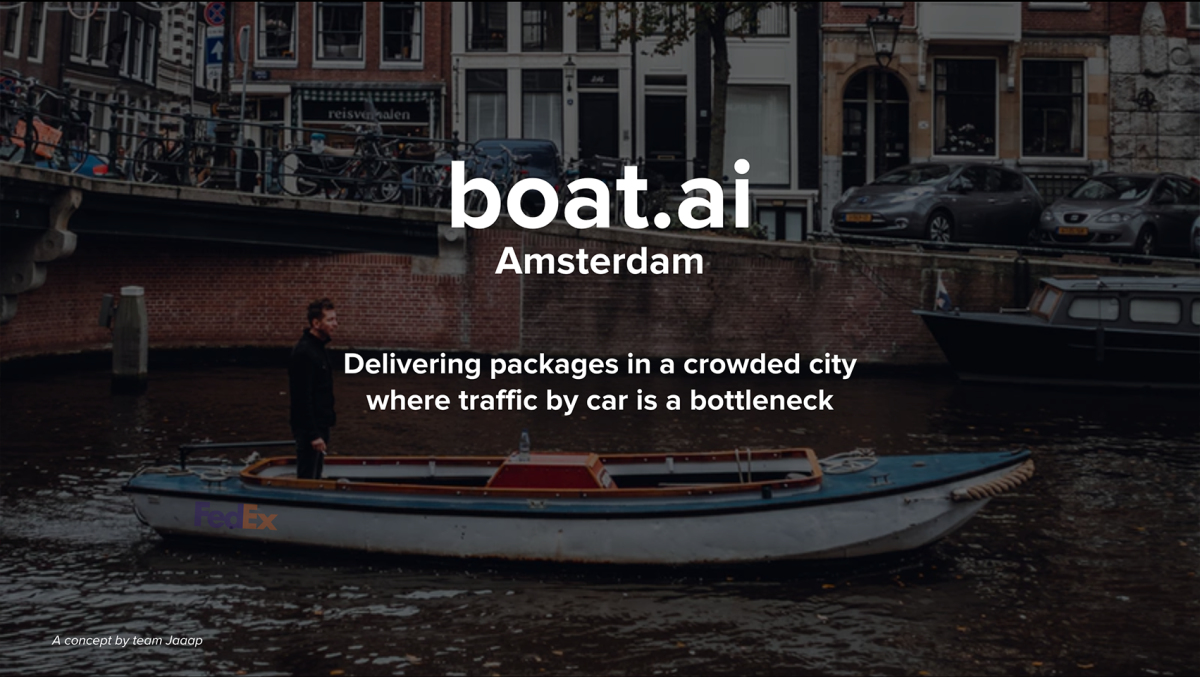 reisverhalen
boat.ai
Amsterdam
Delivering packages in a crowded city
where traffic by car is a bottleneck
FedEx
A concept by team Jaaap